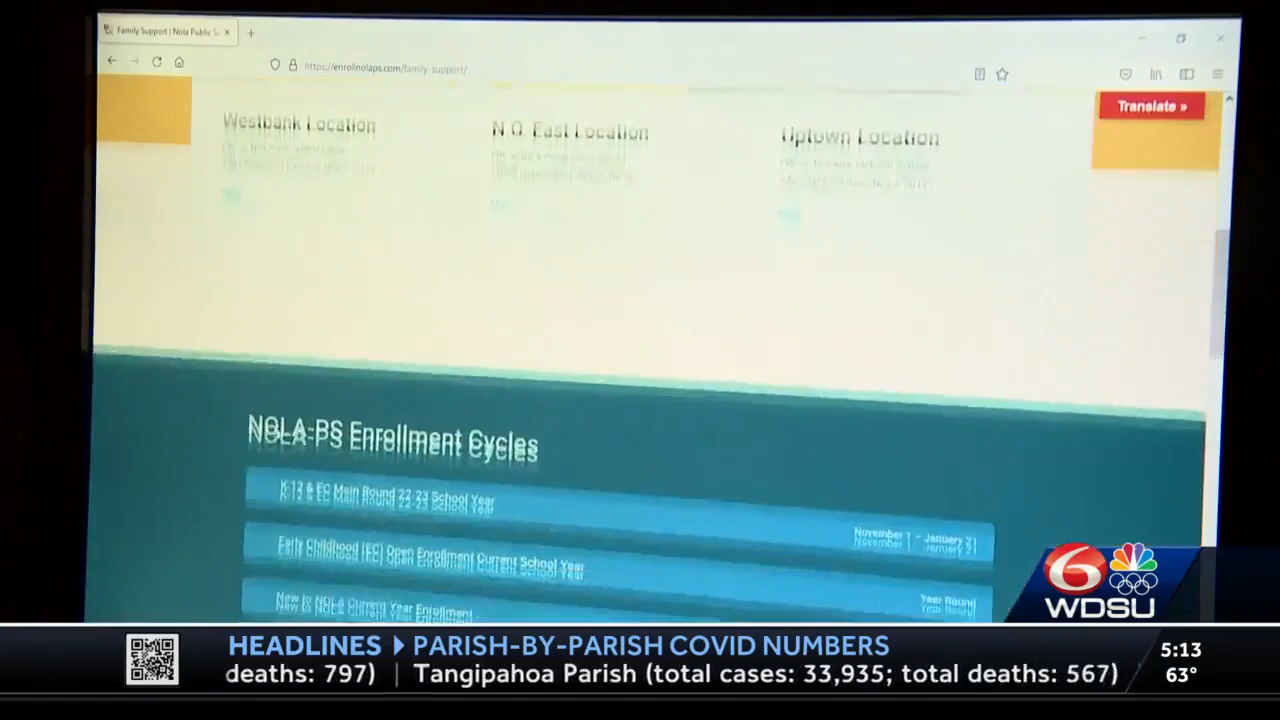 Family Support | Nola Public S
https://enrollnolaps.com/family-support/
Translate »
Westbank Location
N.O. East Location
Uptown Location
NOLA-PS Enrollment Cycles
K-12 & EC Main Round 22-23 School Year
November 1 - January 21
Early Childhood (EC) Open Enrollment Current School Year
Year Round
New to NOLA Current Year Enrollment
6
WDSU
HEADLINES PARISH-BY-PARISH COVID NUMBERS
5:13
deaths: 797) | Tangipahoa Parish (total cases: 33,935; total deaths: 567)
63°